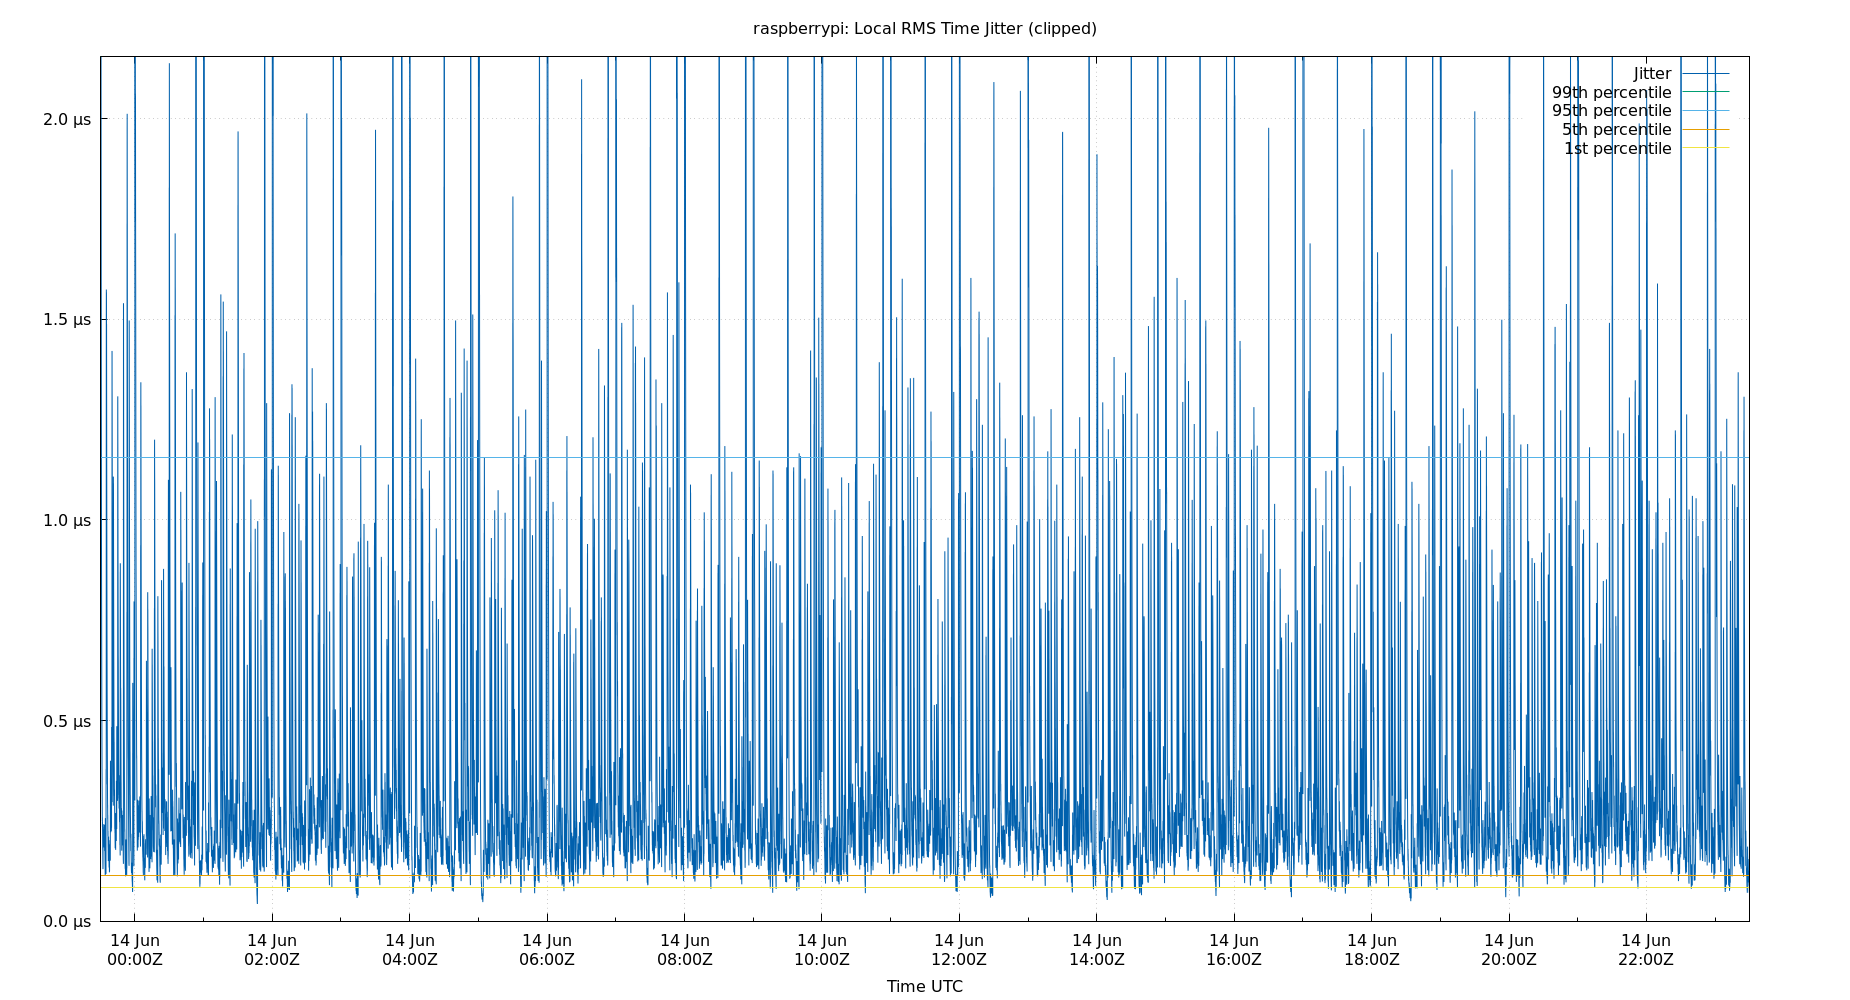 raspberrypi: Local RMS Time Jitter (clipped)
Jitter
99th percentile
95th percentile
5th percentile
1st percentile
2.0 µs
1.5 µs
1.0 µs
0.5 µs
0.0 µs
14 Jun 14 Jun 14 Jun 14 Jun 14 Jun 14 Jun 14 Jun 14 Jun 14 Jun 14 Jun 14 Jun 14 Jun
00:00Z 02:00Z 04:00Z 06:00Z 08:00Z 10:00Z 12:00Z 14:00Z 16:00Z 18:00Z 20:00Z 22:00Z
Time UTC